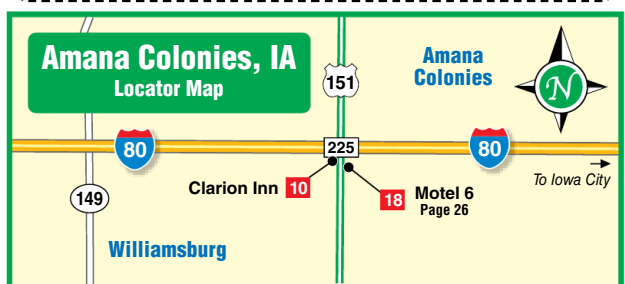 Amana Colonies, IA
Locator Map
151
Amana
Colonies
N
80
225
80
To Iowa City
Clarion Inn 10
18 Motel 6
Page 26
149
Williamsburg